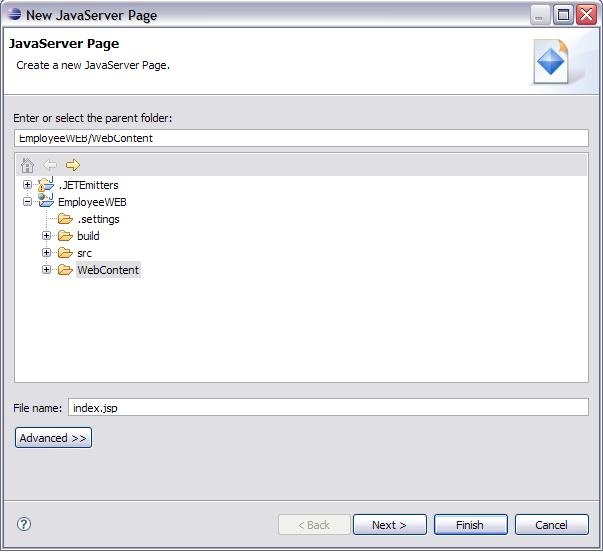 New JavaServer Page
JavaServer Page
Create a new JavaServer Page.
Enter or select the parent folder:
EmployeeWEB/WebContent
.JETEmitters
EmployeeWEB
.settings
build
src
WebContent
File name: index.jsp
Advanced >>
? < Back Next > Finish Cancel